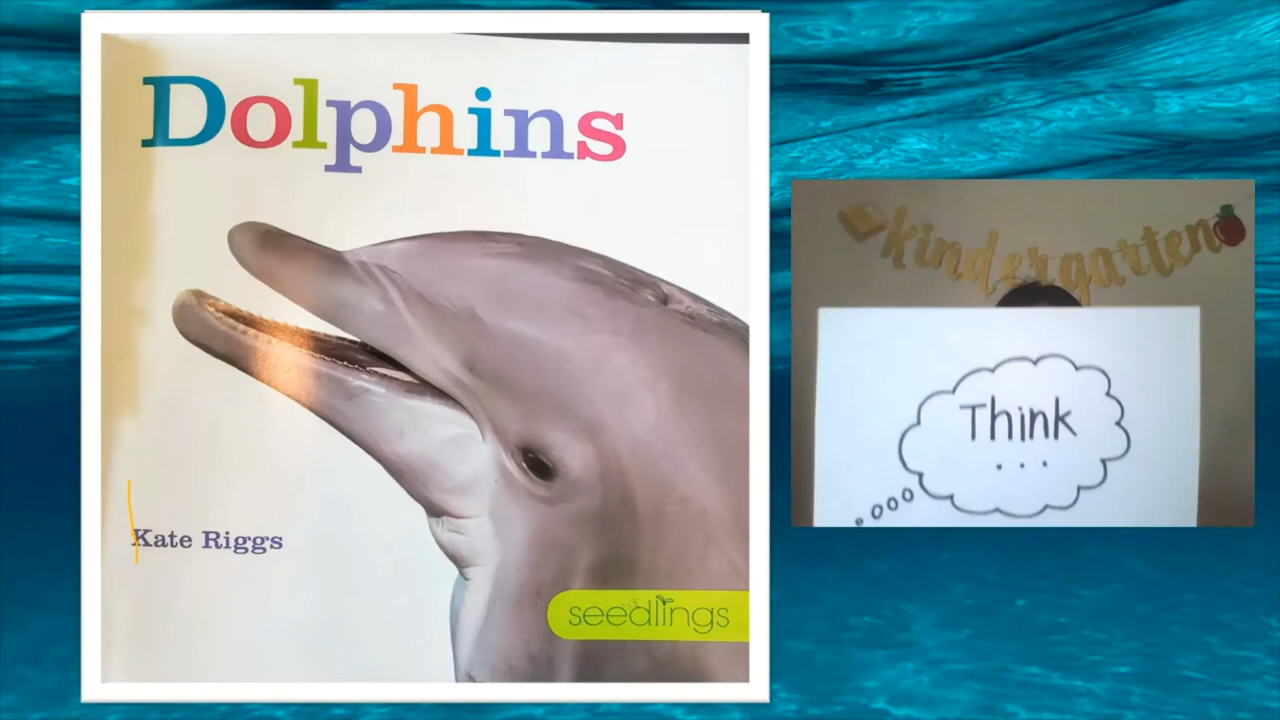 Dolphins
Kate Riggs
seedlings
kindergarten
Think
...